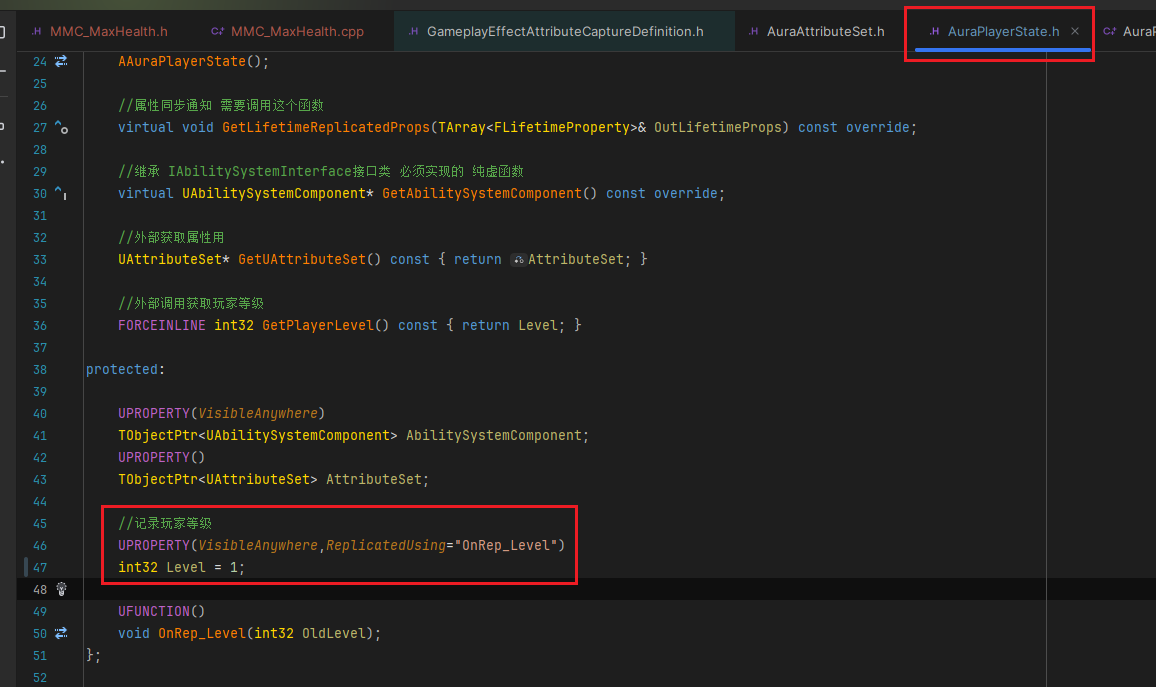 .H MMC_MaxHealth.h C++ MMC_MaxHealth.cpp .H GameplayEffectAttributeCaptureDefinition.h .H AuraAttributeSet.h .H AuraPlayerState.h × C++
24 AAuraPlayerState();
25
26 //属性同步通知 需要调用这个函数
27 virtual void GetLifetimeReplicatedProps(TArray<FLifetimeProperty>& OutLifetimeProps) const override;
28
29 //继承 IAbilitySystemInterface接口类 必须实现的 纯虚函数
30 virtual UAbilitySystemComponent* GetAbilitySystemComponent() const override;
31
32 //外部获取属性用
33 UAttributeSet* GetUAttributeSet() const { return AttributeSet; }
34
35 //外部调用获取玩家等级
36 FORCEINLINE int32 GetPlayerLevel() const { return Level; }
37
38 protected:
39
40 UPROPERTY(VisibleAnywhere)
41 TObjectPtr<UAbilitySystemComponent> AbilitySystemComponent;
42 UPROPERTY()
43 TObjectPtr<UAttributeSet> AttributeSet;
44
45 //记录玩家等级
46 UPROPERTY(VisibleAnywhere,ReplicatedUsing="OnRep_Level")
47 int32 Level = 1;
48
49 UFUNCTION()
50 void OnRep_Level(int32 OldLevel);
51 };
52